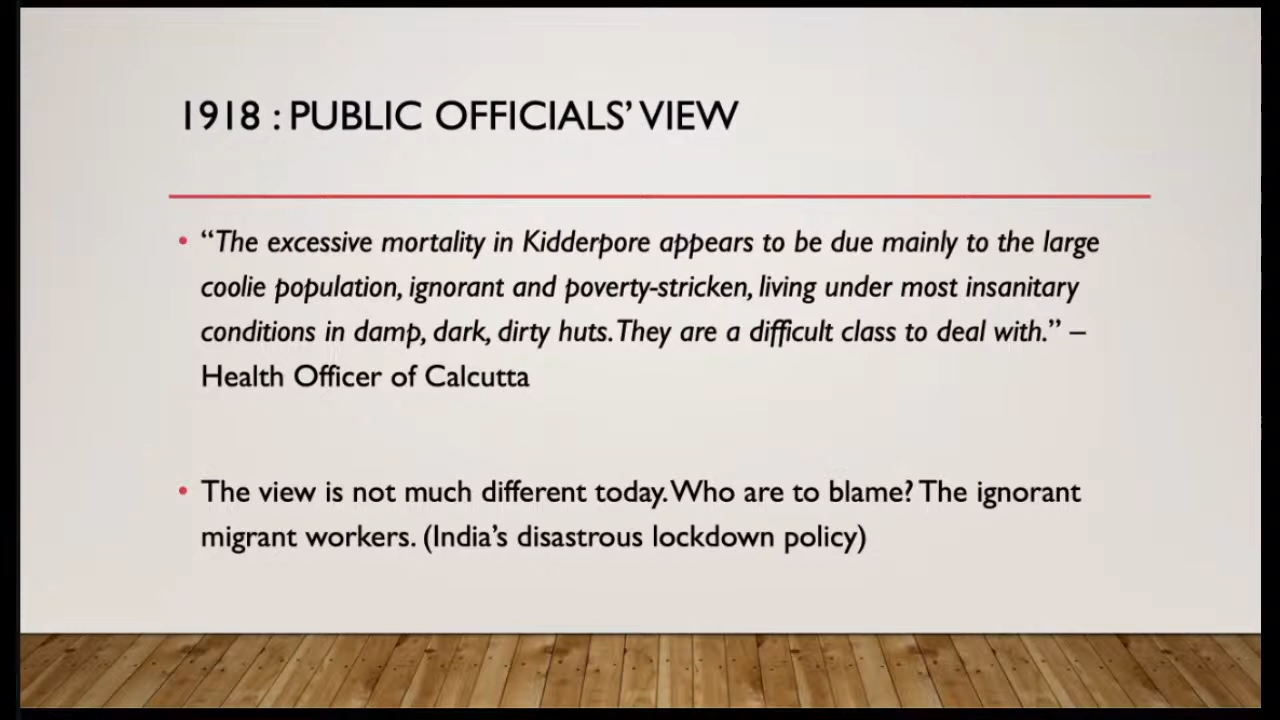 1918 : PUBLIC OFFICIALS' VIEW
• “The excessive mortality in Kidderpore appears to be due mainly to the large
coolie population, ignorant and poverty-stricken, living under most insanitary
conditions in damp, dark, dirty huts. They are a difficult class to deal with.” –
Health Officer of Calcutta
• The view is not much different today. Who are to blame? The ignorant
migrant workers. (India’s disastrous lockdown policy)